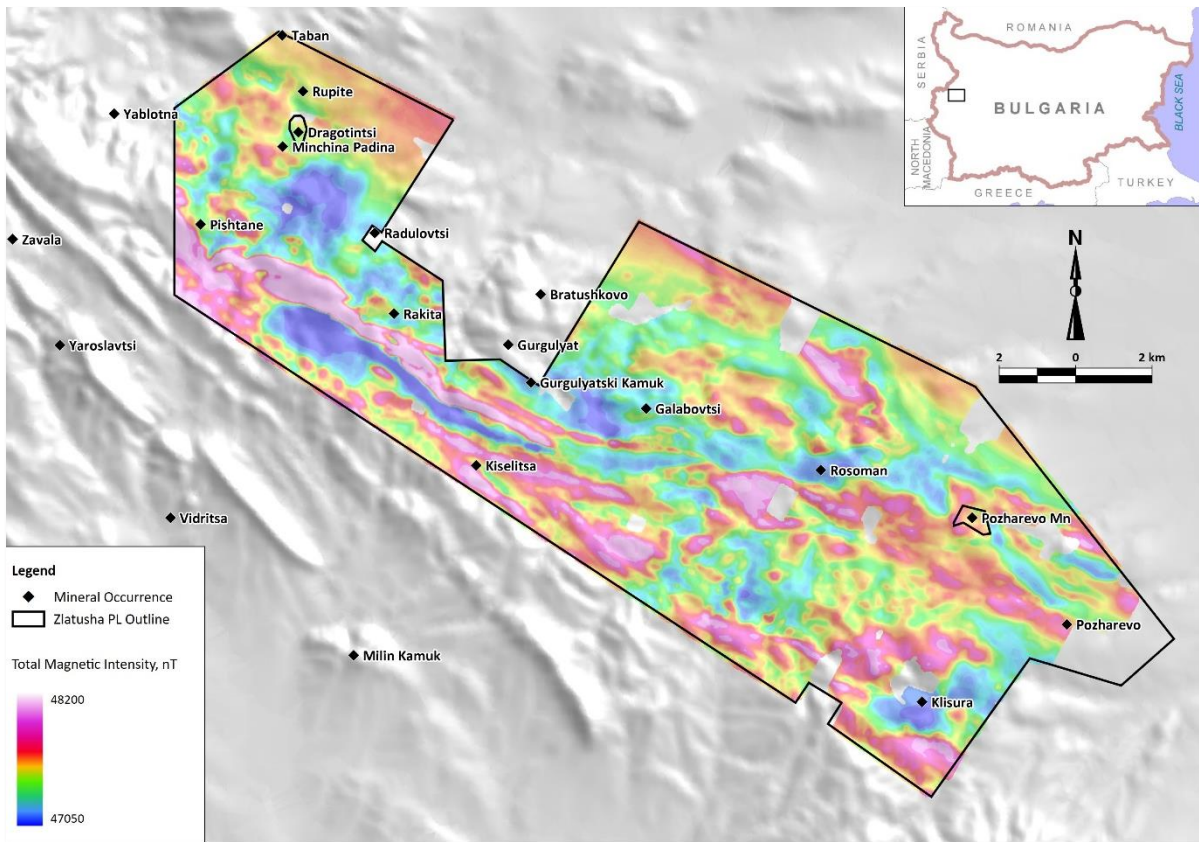 Taban
ROMANIA
SERBIA
BULGARIA
BLACK SEA
NORTH
MACEDONIA
GREECE
TURKEY
Rupite
Yablotna
Dragotintsi
Minchina Padina
Pishtane
Radulovtsi
Zavala
N
Bratushkovo
Rakita
Yaroslavtsi
Gurgulyat
2 0 2 km
Gurgulyatski Kamuk
Galabovtsi
Kiselitsa
Rosoman
Vidritsa
Pozharevo Mn
Pozharevo
Milin Kamuk
Klisura
Legend
Mineral Occurrence
Zlatusha PL Outline
Total Magnetic Intensity, nT
48200
47050